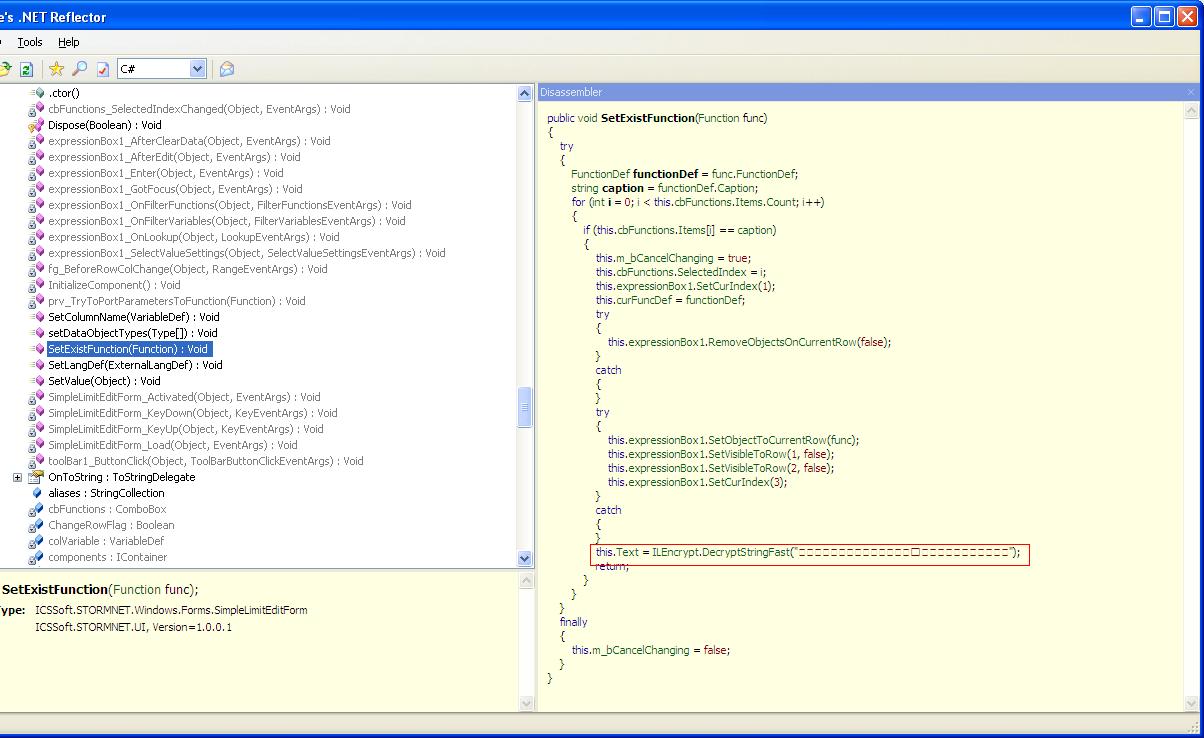 e's .NET Reflector
Tools Help
C#
.ctor()
cbFunctions_SelectedIndexChanged(Object, EventArgs) : Void
Dispose(Boolean) : Void
expressionBox1_AfterClearData(Object, EventArgs) : Void
expressionBox1_AfterEdit(Object, EventArgs) : Void
expressionBox1_Enter(Object, EventArgs) : Void
expressionBox1_GotFocus(Object, EventArgs) : Void
expressionBox1_OnFilterFunctions(Object, FilterFunctionsEventArgs) : Void
expressionBox1_OnFilterVariables(Object, FilterVariablesEventArgs) : Void
expressionBox1_OnLookup(Object, LookupEventArgs) : Void
expressionBox1_SelectValueSettings(Object, SelectValueSettingsEventArgs) : Void
fg_BeforeRowColChange(Object, RangeEventArgs) : Void
InitializeComponent() : Void
prv_TryToPortParametersToFunction(Function) : Void
SetColumnName(VariableDef) : Void
setDataObjectTypes(Type[]) : Void
SetExistFunction(Function) : Void
SetLangDef(ExternalLangDef) : Void
SetValue(Object) : Void
SimpleLimitEditForm_Activated(Object, EventArgs) : Void
SimpleLimitEditForm_KeyDown(Object, KeyEventArgs) : Void
SimpleLimitEditForm_KeyUp(Object, KeyEventArgs) : Void
SimpleLimitEditForm_Load(Object, EventArgs) : Void
toolBar1_ButtonClick(Object, ToolBarButtonClickEventArgs) : Void
OnToString : ToStringDelegate
aliases : StringCollection
cbFunctions : ComboBox
ChangeRowFlag : Boolean
colVariable : VariableDef
components : IContainer
SetExistFunction(Function func);
ype: ICSSoft.STORMNET.Windows.Forms.SimpleLimitEditForm
ICSSoft.STORMNET.UI, Version=1.0.0.1
Disassembler
public void SetExistFunction(Function func)
{
try
{
FunctionDef functionDef = func.FunctionDef;
string caption = functionDef.Caption;
for (int i = 0; i < this.cbFunctions.Items.Count; i++)
{
if (this.cbFunctions.Items[i] == caption)
{
this.m_bCancelChanging = true;
this.cbFunctions.SelectedIndex = i;
this.expressionBox1.SetCurIndex(1);
this.curFuncDef = functionDef;
try
{
this.expressionBox1.RemoveObjectsOnCurrentRow(false);
}
catch
{
}
try
{
this.expressionBox1.SetObjectToCurrentRow(func);
this.expressionBox1.SetVisibleToRow(1, false);
this.expressionBox1.SetVisibleToRow(2, false);
this.expressionBox1.SetCurIndex(3);
}
catch
{
}
this.Text = ILEncrypt.DecryptStringFast("");
return;
}
}
}
finally
{
this.m_bCancelChanging = false;
}
}